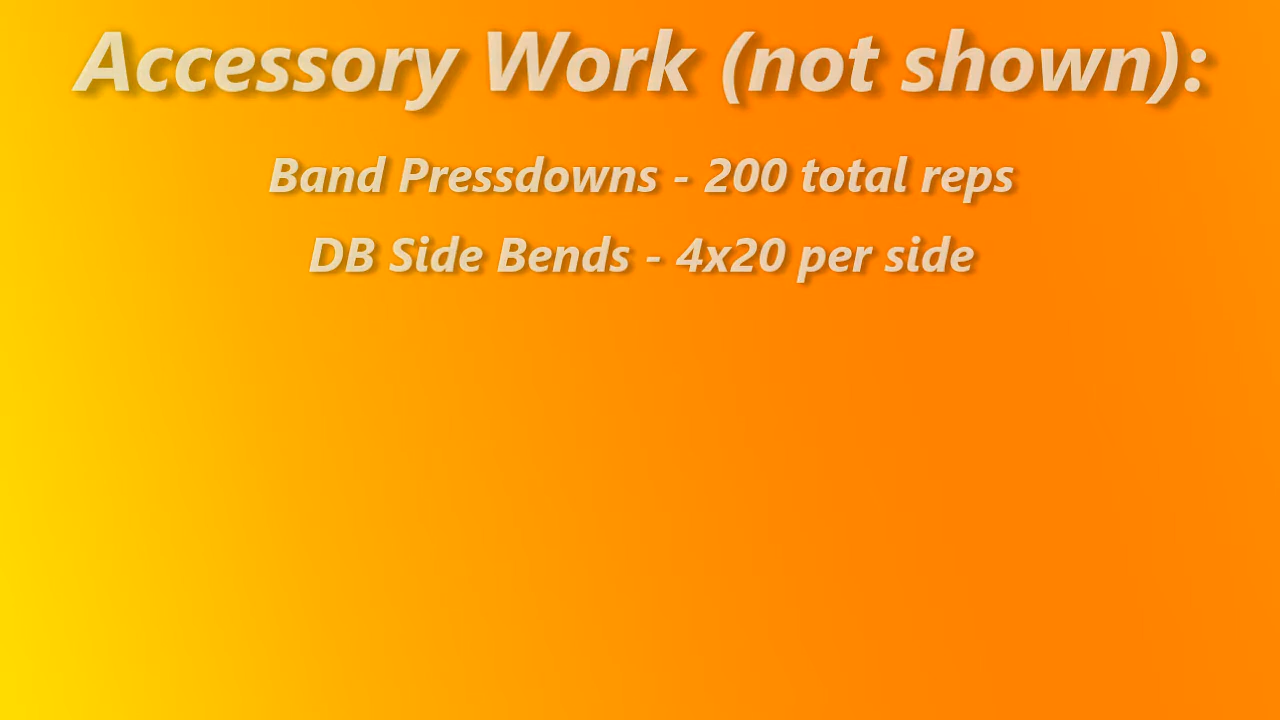 Accessory Work (not shown):
Band Pressdowns - 200 total reps
DB Side Bends - 4x20 per side